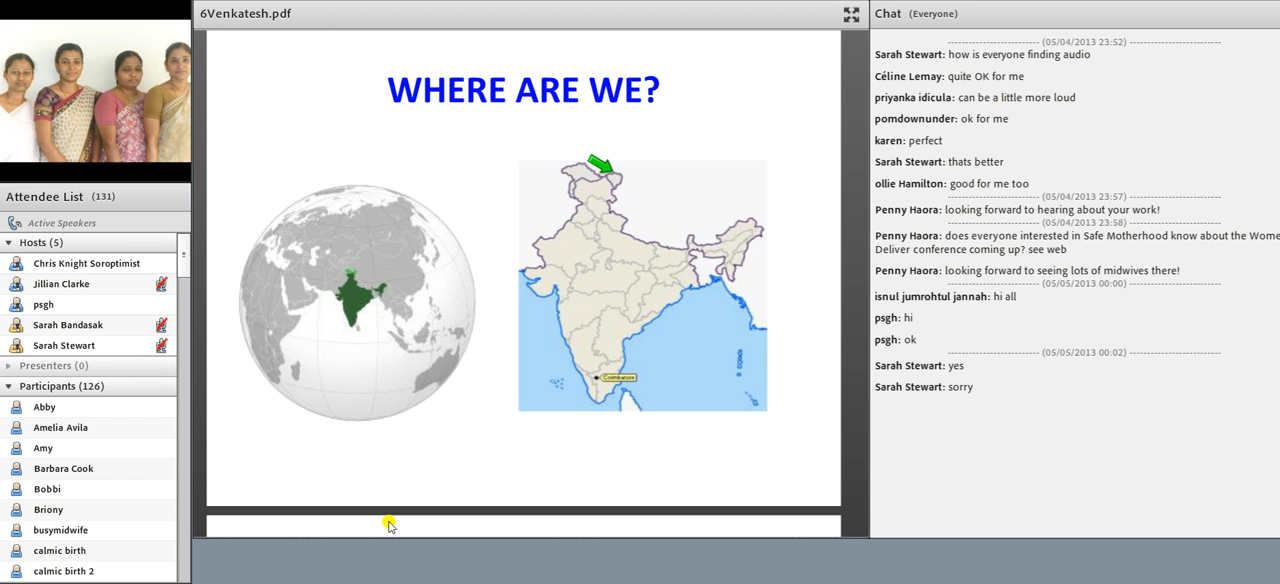 6Venkatesh.pdf
WHERE ARE WE?
Coimbatore
Attendee List (131)
Active Speakers
Hosts (5)
Chris Knight Soroptimist
Jillian Clarke
psgh
Sarah Bandasak
Sarah Stewart
Presenters (0)
Participants (126)
Abby
Amelia Avila
Amy
Barbara Cook
Bobbi
Briony
busymidwife
calmic birth
calmic birth 2
Chat (Everyone)
------------------------- (05/04/2013 23:52) -------------------------
Sarah Stewart: how is everyone finding audio
Céline Lemay: quite OK for me
priyanka idicula: can be a little more loud
pomdownunder: ok for me
karen: perfect
Sarah Stewart: thats better
ollie Hamilton: good for me too
------------------------- (05/04/2013 23:57) -------------------------
Penny Haora: looking forward to hearing about your work!
------------------------- (05/04/2013 23:58) -------------------------
Penny Haora: does everyone interested in Safe Motherhood know about the Wome
Deliver conference coming up? see web
Penny Haora: looking forward to seeing lots of midwives there!
------------------------- (05/05/2013 00:00) -------------------------
isnul jumrohtul jannah: hi all
psgh: hi
psgh: ok
------------------------- (05/05/2013 00:02) -------------------------
Sarah Stewart: yes
Sarah Stewart: sorry